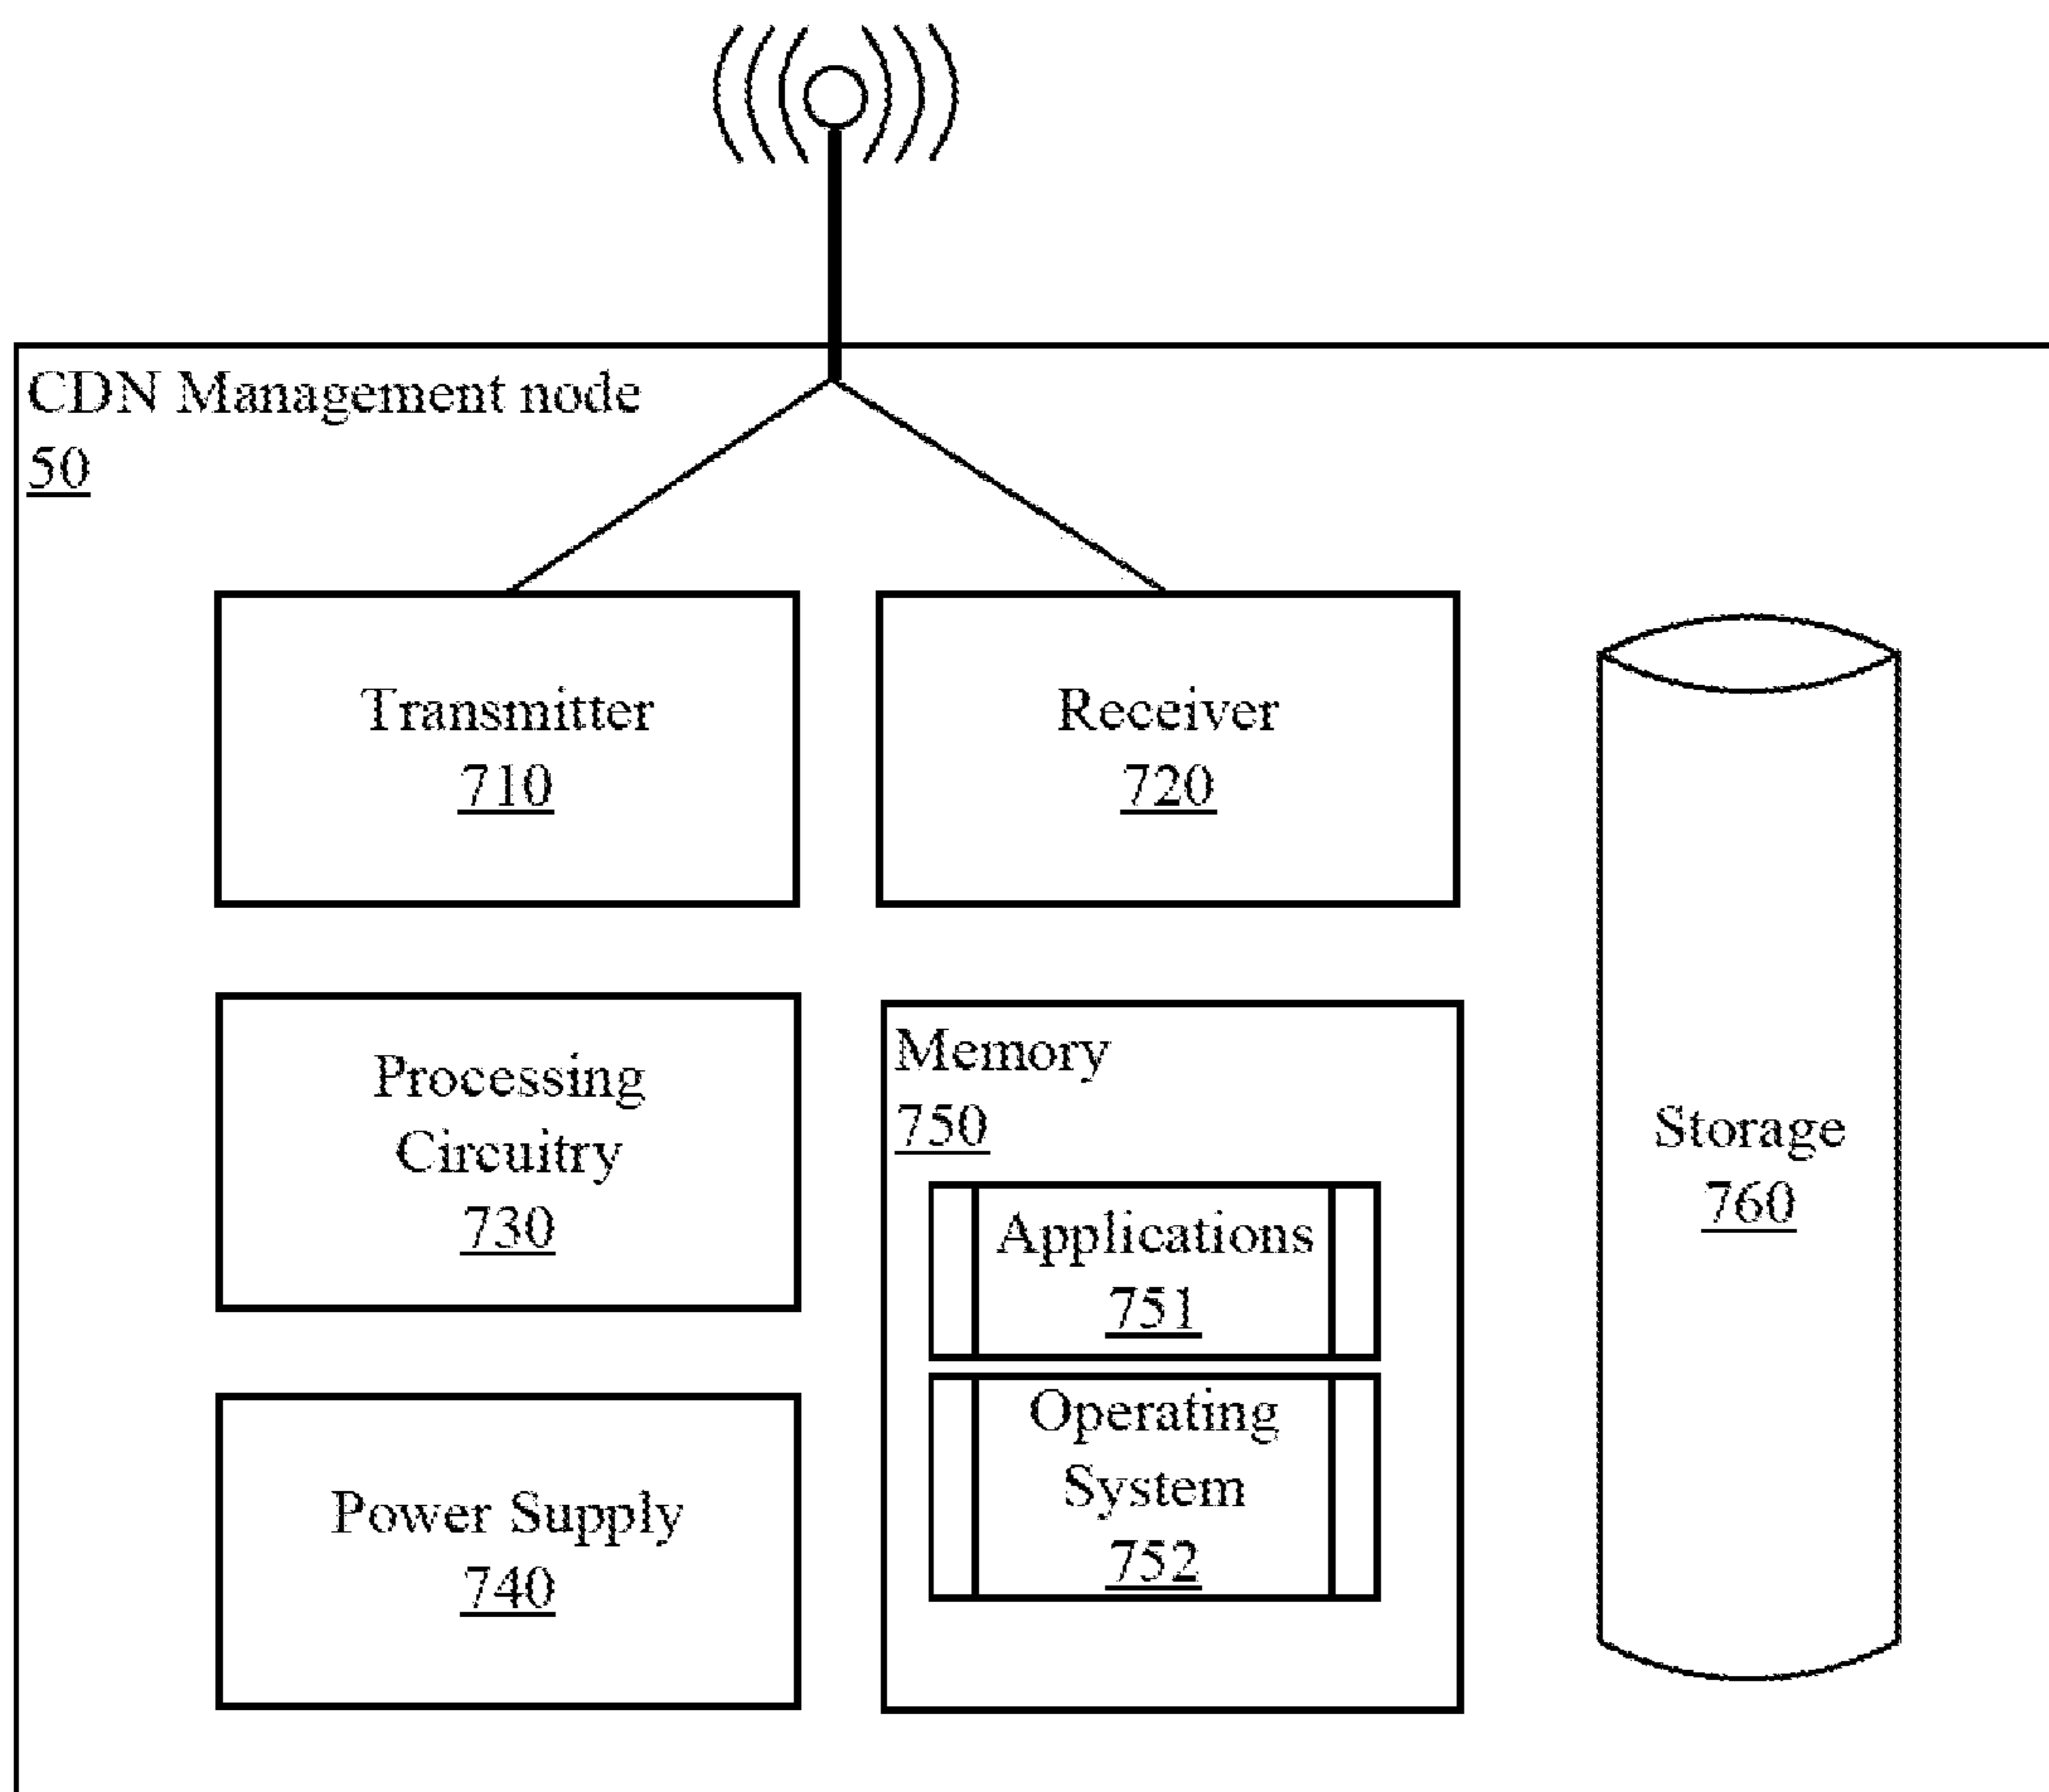 CDN Management node
50
Transmitter
710
Receiver
720
Processing
Circuitry
730
Memory
750
Applications
751
Operating
System
752
Storage
760
Power Supply
740